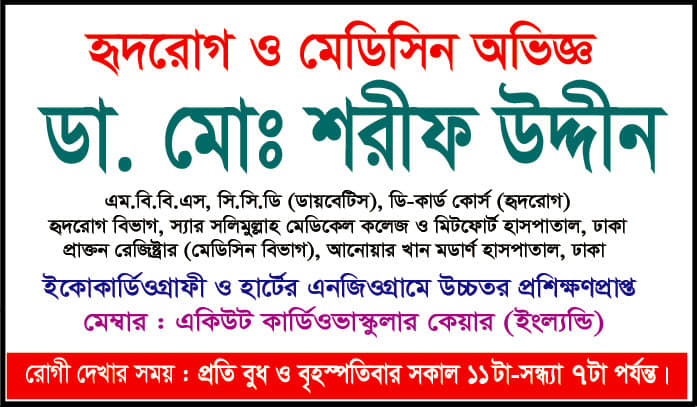 হৃদরোগ ও মেডিসিন অভিজ্ঞ
ডা. মোঃ শরীফ উদ্দীন
এম.বি.বি.এস, সি.সি.ডি (ডায়বেটিস), ডি-কার্ড কোর্স (হৃদরোগ)
হৃদরোগ বিভাগ, স্যার সলিমুল্লাহ মেডিকেল কলেজ ও মিটফোর্ট হাসপাতাল, ঢাকা
প্রাক্তন রেজিষ্ট্রার (মেডিসিন বিভাগ), আনোয়ার খান মডার্ণ হাসপাতাল, ঢাকা
ইকোকার্ডিওগ্রাফী ও হার্টের এনজিওগ্রামে উচ্চতর প্রশিক্ষণপ্রাপ্ত
মেম্বার : একিউট কার্ডিওভাস্কুলার কেয়ার (ইংল্যন্ডি)
রোগী দেখার সময় : প্রতি বুধ ও বৃহস্পতিবার সকাল ১১টা-সন্ধ্যা ৭টা পর্যন্ত।